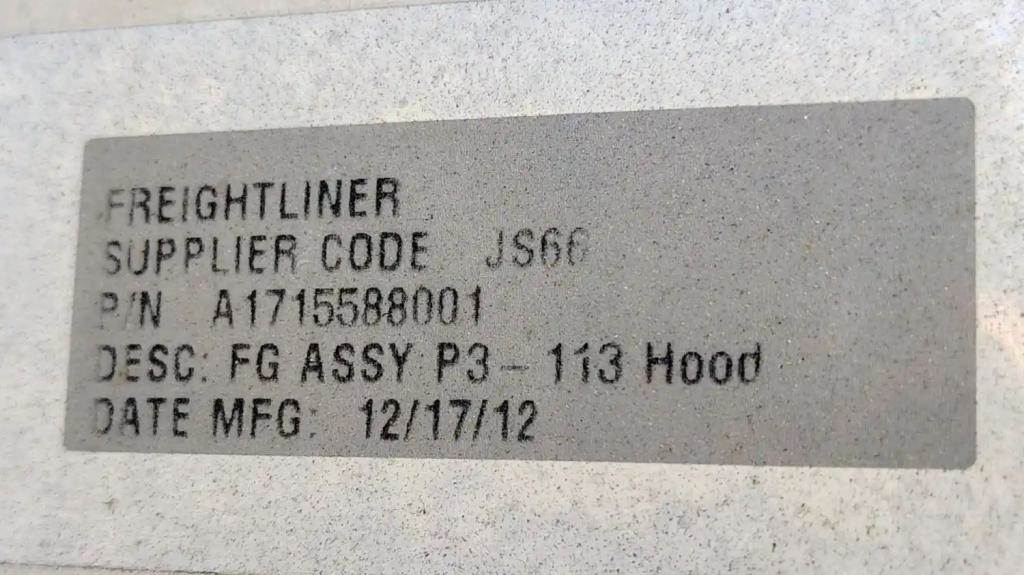 FREIGHTLINER
SUPPLIER CODE JS66
P/N A1715588001
DESC: FG ASSY P3 - 113 Hood
DATE MFG: 12/17/12